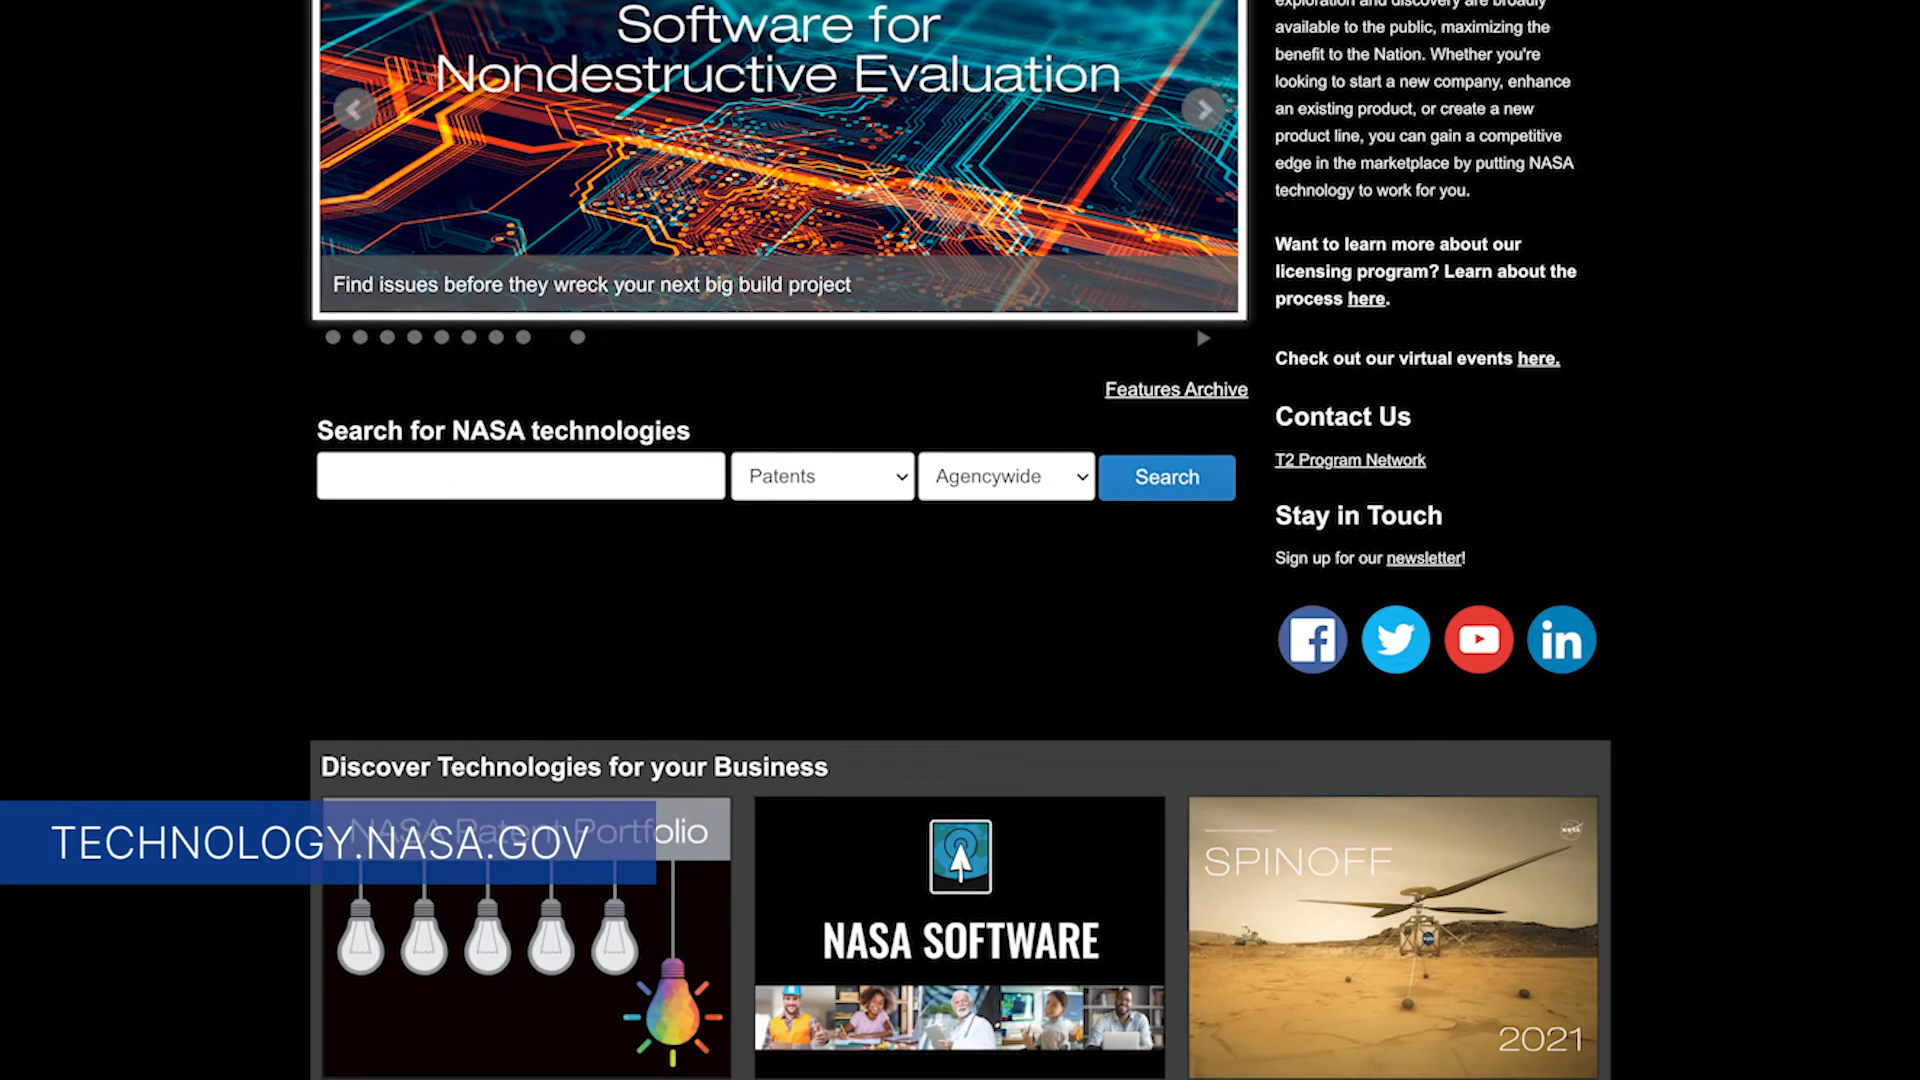 Software for
Nondestructive Evaluation
Find issues before they wreck your next big build project
Features Archive
Search for NASA technologies
Patents
Agencywide
Search
exploration and discovery are broadly
available to the public, maximizing the
benefit to the Nation. Whether you're
looking to start a new company, enhance
an existing product, or create a new
product line, you can gain a competitive
edge in the marketplace by putting NASA
technology to work for you.
Want to learn more about our
licensing program? Learn about the
process here.
Check out our virtual events here.
Contact Us
T2 Program Network
Stay in Touch
Sign up for our newsletter!
Discover Technologies for your Business
NASA Patent Portfolio
TECHNOLOGY.NASA.GOV
NASA SOFTWARE
NASA
SPINOFF
2021